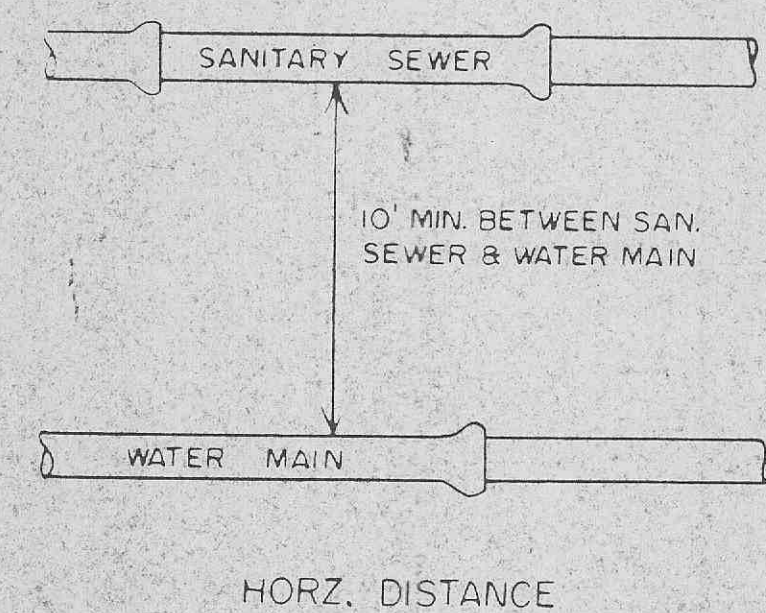 SANITARY SEWER
10' MIN. BETWEEN SAN.
SEWER & WATER MAIN
WATER MAIN
HORZ. DISTANCE